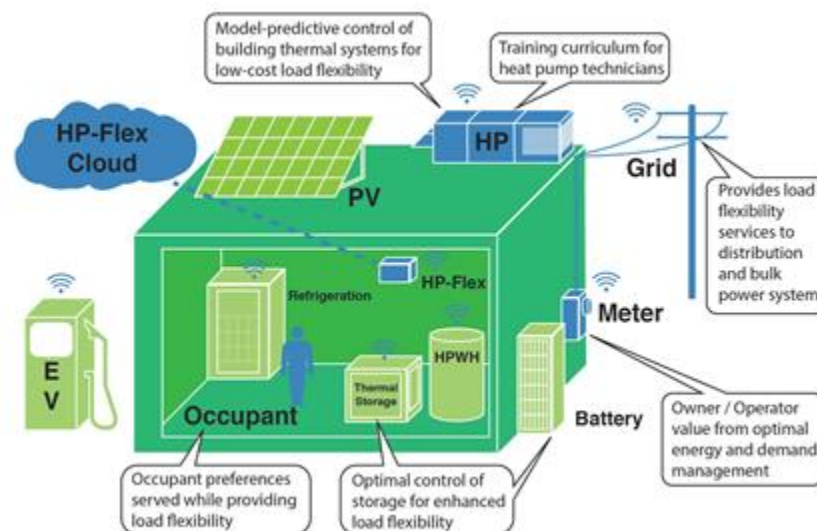 Model-predictive control of
building thermal systems for
low-cost load flexibility
Training curriculum for
heat pump technicians
HP-Flex
Cloud
PV
HP
Grid
Provides load
flexibility
services to
distribution
and bulk
power system
HP-Flex
Refrigeration
Meter
E
V
HPWH
Thermal
Storage
Occupant
Battery
Owner / Operator
value from optimal
energy and demand
management
Occupant preferences
served while providing
load flexibility
Optimal control of
storage for enhanced
load flexibility